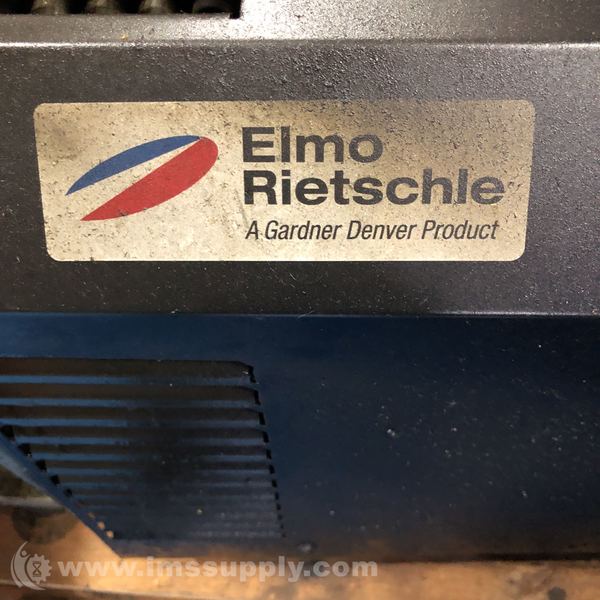 Elmo
Rietschle
A Gardner Denver Product
www.imssupply.com